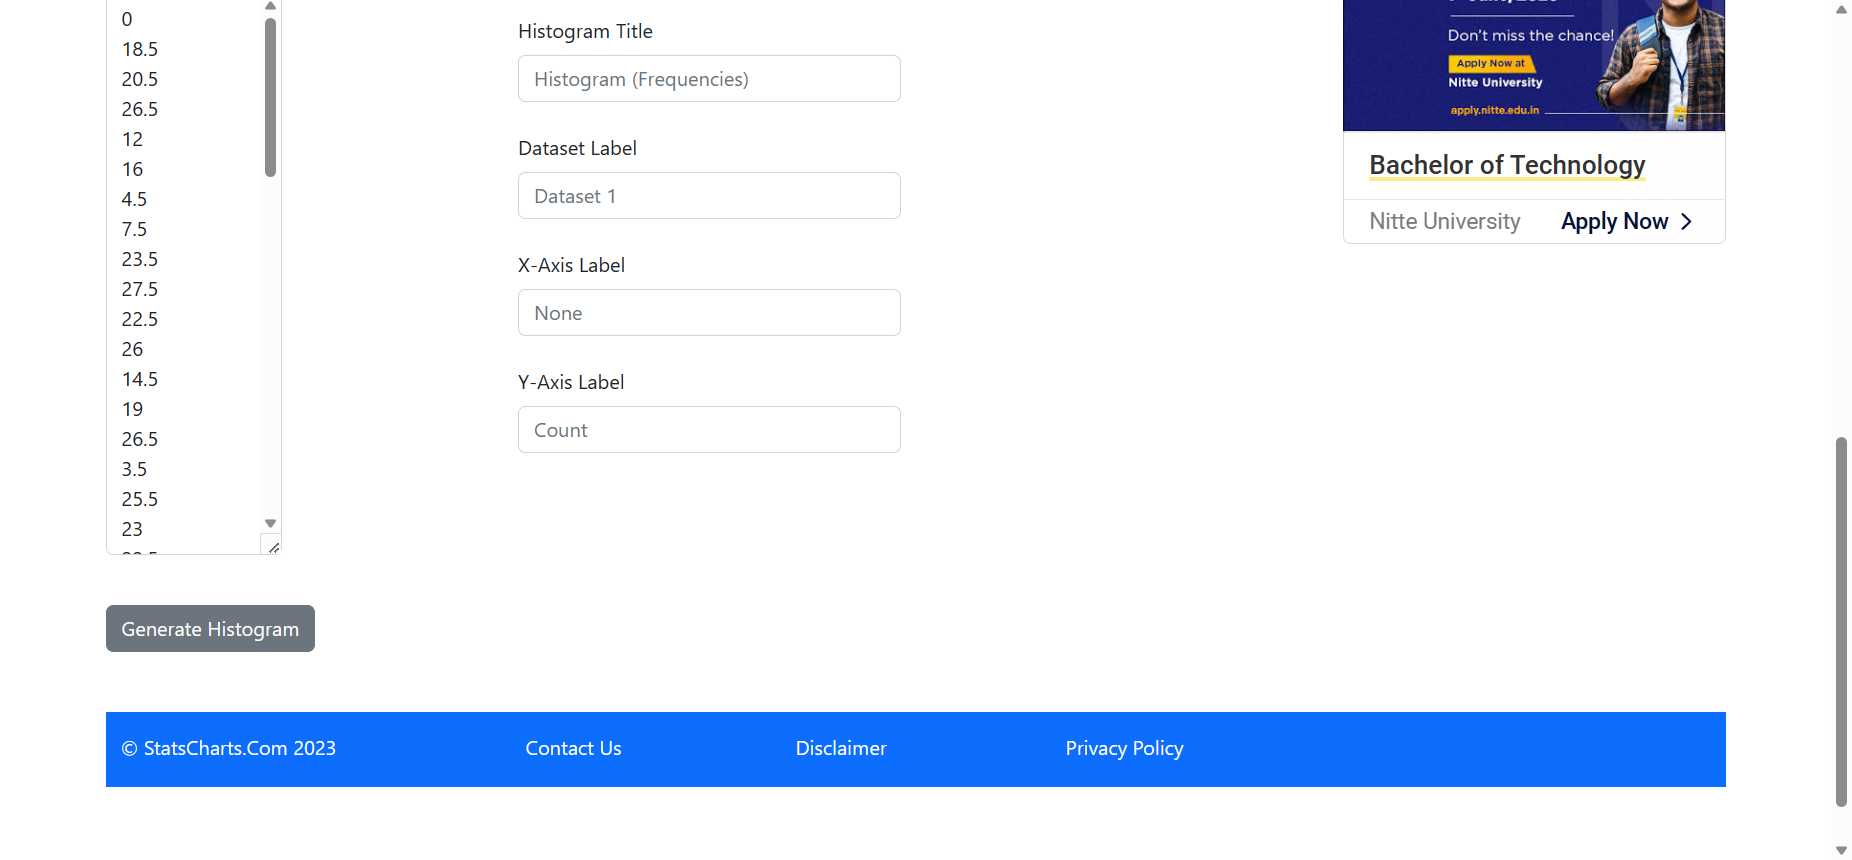 0
18.5
20.5
26.5
12
16
4.5
7.5
23.5
27.5
22.5
26
14.5
19
26.5
3.5
25.5
23
Histogram Title
Histogram (Frequencies)
Dataset Label
Dataset 1
X-Axis Label
None
Y-Axis Label
Count
Don't miss the chance!
Apply Now at
Nitte University
apply.nitte.edu.in
Bachelor of Technology
Nitte University Apply Now
Generate Histogram
© StatsCharts.Com 2023 Contact Us Disclaimer Privacy Policy